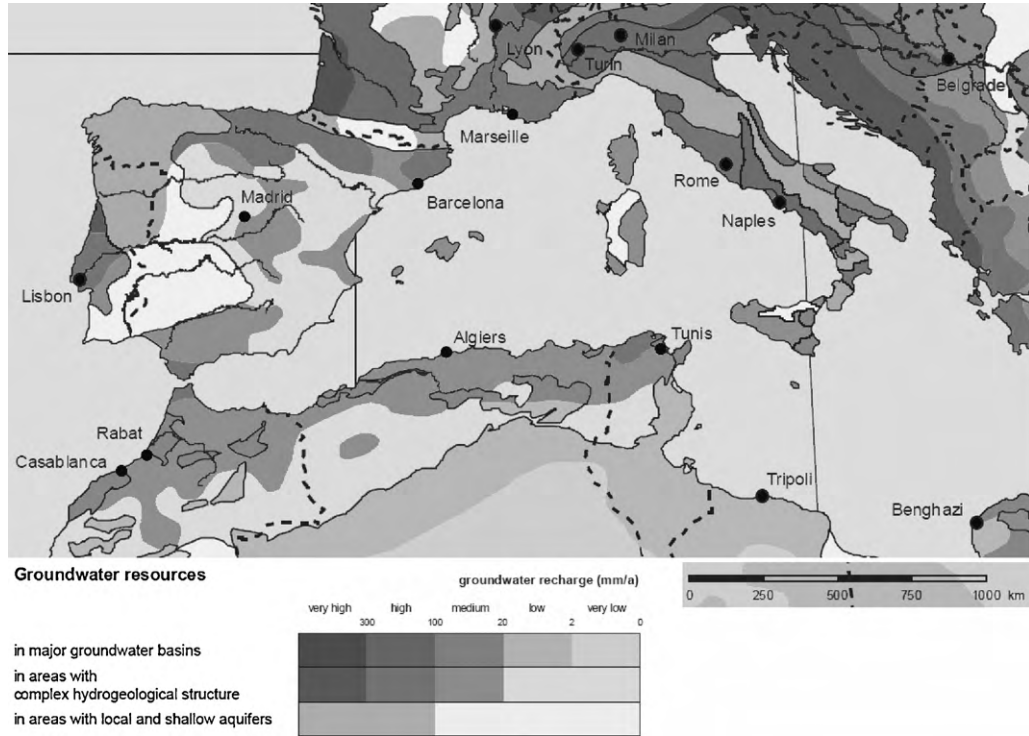 Lyon
Milan
Turin
Belgrade
Marseille
Rome
Madrid
Barcelona
Naples
Lisbon
Algiers
Tunis
Rabat
Casablanca
Tripoli
Benghazi
Groundwater resources
groundwater recharge (mm/a)
0 250 500 750 1000 km
very high high medium low very low
300 100 20 2 0
in major groundwater basins
in areas with
complex hydrogeological structure
in areas with local and shallow aquifers